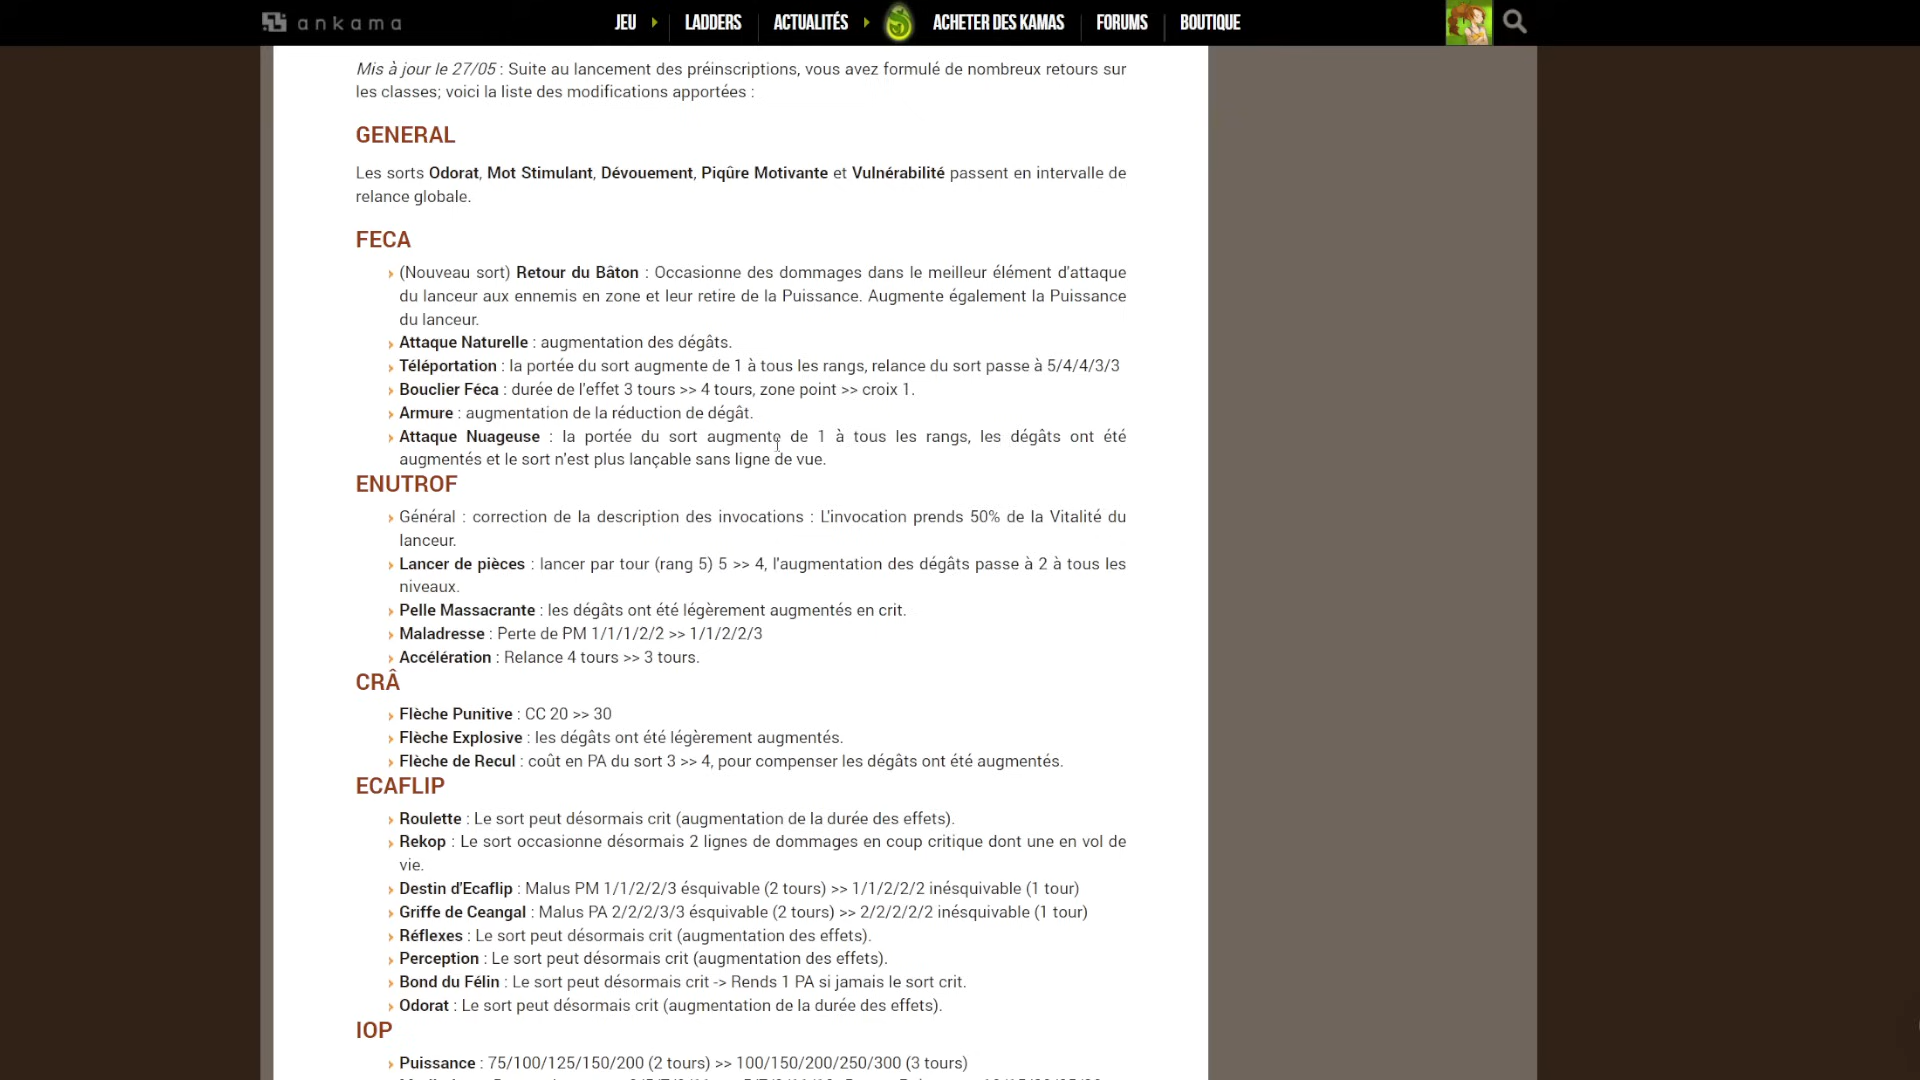 ankama JEU LADDERS ACTUALITÉS ACHETER DES KAMAS FORUMS BOUTIQUE
Mis à jour le 27/05 : Suite au lancement des préinscriptions, vous avez formulé de nombreux retours sur
les classes; voici la liste des modifications apportées :
GENERAL
Les sorts Odorat, Mot Stimulant, Dévouement, Piqûre Motivante et Vulnérabilité passent en intervalle de
relance globale.
FECA
(Nouveau sort) Retour du Bâton : Occasionne des dommages dans le meilleur élément d'attaque
du lanceur aux ennemis en zone et leur retire de la Puissance. Augmente également la Puissance
du lanceur.
Attaque Naturelle : augmentation des dégâts.
Téléportation : la portée du sort augmente de 1 à tous les rangs, relance du sort passe à 5/4/4/3/3
Bouclier Féca : durée de l'effet 3 tours >> 4 tours, zone point >> croix 1.
Armure : augmentation de la réduction de dégât.
Attaque Nuageuse : la portée du sort augmente de 1 à tous les rangs, les dégâts ont été
augmentés et le sort n'est plus lançable sans ligne de vue.
ENUTROF
Général : correction de la description des invocations : L'invocation prends 50% de la Vitalité du
lanceur.
Lancer de pièces : lancer par tour (rang 5) 5 >> 4, l'augmentation des dégâts passe à 2 à tous les
niveaux.
Pelle Massacrante : les dégâts ont été légèrement augmentés en crit.
Maladresse : Perte de PM 1/1/1/2/2 >> 1/1/2/2/3
Accélération : Relance 4 tours >> 3 tours.
CRÂ
Flèche Punitive : CC 20 >> 30
Flèche Explosive : les dégâts ont été légèrement augmentés.
Flèche de Recul : coût en PA du sort 3 >> 4, pour compenser les dégâts ont été augmentés.
ECAFLIP
Roulette : Le sort peut désormais crit (augmentation de la durée des effets).
Rekop : Le sort occasionne désormais 2 lignes de dommages en coup critique dont une en vol de
vie.
Destin d'Ecaflip : Malus PM 1/1/2/2/3 ésquivable (2 tours) >> 1/1/2/2/2 inésquivable (1 tour)
Griffe de Ceangal : Malus PA 2/2/2/3/3 ésquivable (2 tours) >> 2/2/2/2/2 inésquivable (1 tour)
Réflexes : Le sort peut désormais crit (augmentation des effets).
Perception : Le sort peut désormais crit (augmentation des effets).
Bond du Félin : Le sort peut désormais crit -> Rends 1 PA si jamais le sort crit.
Odorat : Le sort peut désormais crit (augmentation de la durée des effets).
IOP
Puissance : 75/100/125/150/200 (2 tours) >> 100/150/200/250/300 (3 tours)